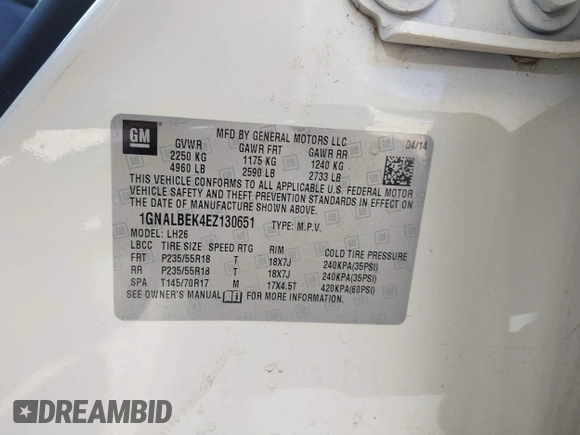 GM
MFD BY GENERAL MOTORS LLC
04/14
GVWR GAWR FRT GAWR RR
2250 KG 1175 KG 1240 KG
4960 LB 2590 LB 2733 LB
THIS VEHICLE CONFORMS TO ALL APPLICABLE U.S. FEDERAL MOTOR
VEHICLE SAFETY AND THEFT PREVENTION STANDARDS IN EFFECT ON
THE DATE OF MANUFACTURE SHOWN ABOVE.
1GNALBEK4EZ130651 TYPE: M.P.V.
MODEL: LH26
LBCC TIRE SIZE SPEED RTG RIM COLD TIRE PRESSURE
FRT P235/55R18 T 18X7J 240KPA(35PSI)
RR P235/55R18 T 18X7J 240KPA(35PSI)
SPA T145/70R17 M 17X4.5T 420KPA(60PSI)
SEE OWNER'S MANUAL FOR MORE INFORMATION.
DREAMBID